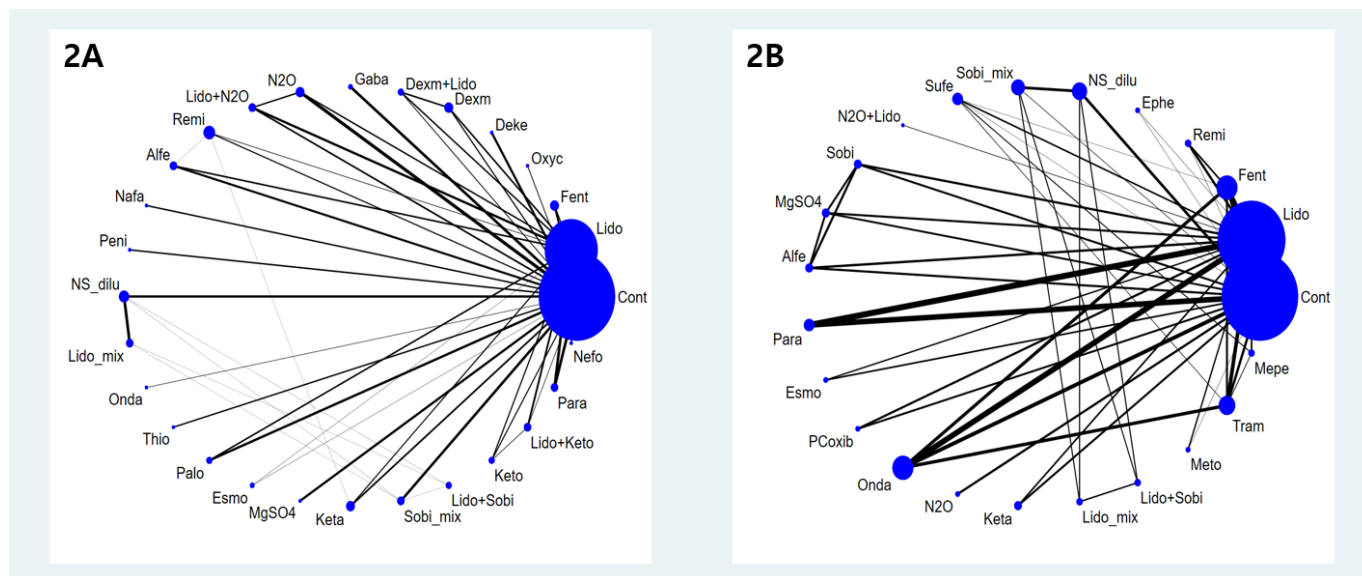 2A
N2O
Gaba
Dexm+Lido
Lido+N2O
Dexm
Remi
Deke
Alfe
Oxyc
Nafa
Fent
Peni
Lido
NS_dilu
Cont
Lido_mix
Nefo
Onda
Para
Thio
Lido+Keto
Palo
Keto
Esmo
Lido+Sobi
MgSO4
Keta
Sobi_mix
2B
Sobi_mix
NS_dilu
Sufe
Ephe
N2O+Lido
Remi
Sobi
Fent
MgSO4
Lido
Alfe
Cont
Para
Mepe
Esmo
Tram
PCoxib
Meto
Onda
Lido+Sobi
N2O
Keta
Lido_mix